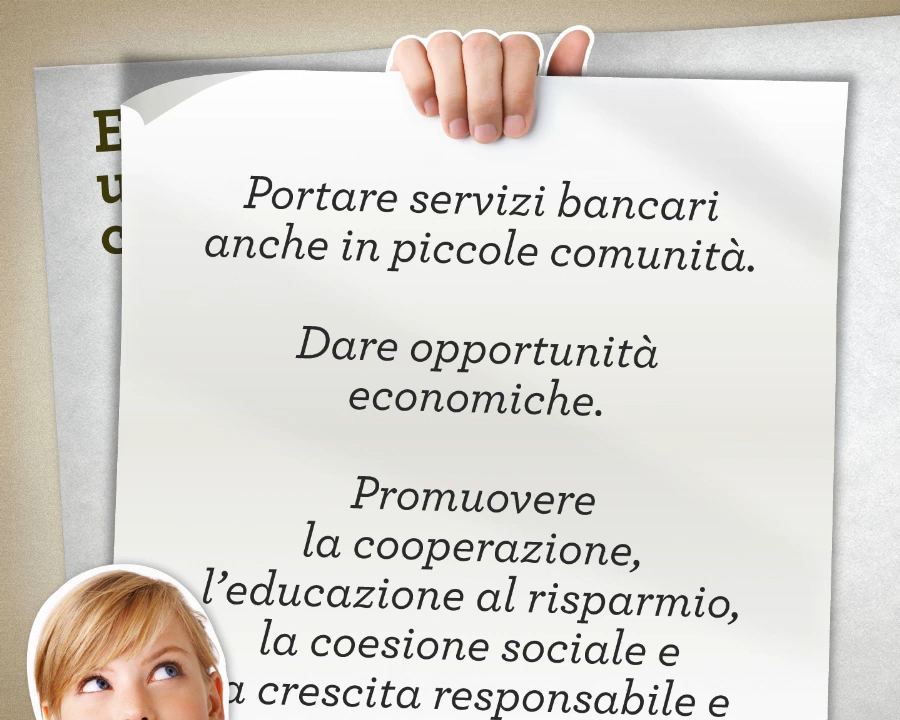 Portare servizi bancari
anche in piccole comunità.
Dare opportunità
economiche.
Promuovere
la cooperazione,
l’educazione al risparmio,
la coesione sociale e
crescita responsabile e